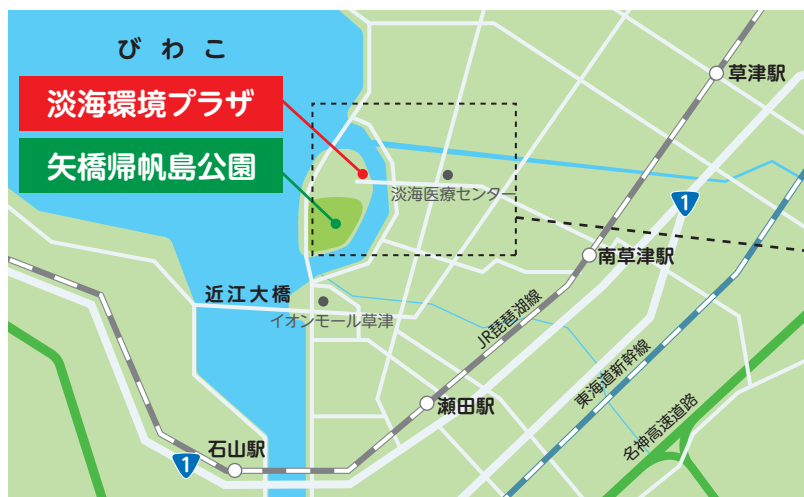 びわこ
草津駅
淡海環境プラザ
矢橋帰帆島公園
淡海医療センター
1
南草津駅
近江大橋
イオンモール草津
JR琵琶湖線
東海道新幹線
瀬田駅
名神高速道路
石山駅
1